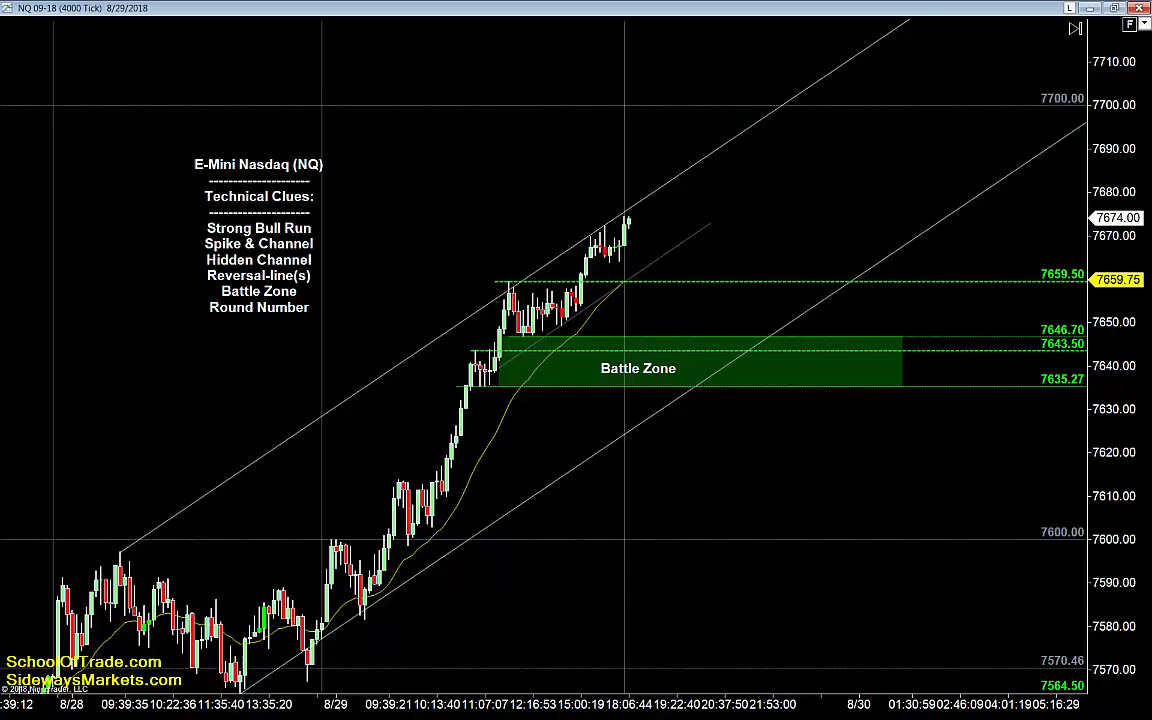 NQ 09-18 (4000 Tick) 8/29/2018
L
F
7710.00
7700.00
7700.00
7690.00
E-Mini Nasdaq (NQ)
---------------------
Technical Clues:
---------------------
Strong Bull Run
Spike & Channel
Hidden Channel
Reversal-line(s)
Battle Zone
Round Number
7680.00
7674.00
7670.00
7659.50
7659.75
7650.00
7646.70
7643.50
7640.00
Battle Zone
7635.27
7630.00
7620.00
7610.00
7600.00
7600.00
7590.00
7580.00
7570.46
7570.00
7564.50
SchoolOfTrade.com
SidewaysMarkets.com
© 2018 NinjaTrader, LLC
:39:12 8/28 09:39:35 10:22:36 11:35:40 13:35:20 8/29 09:39:21 10:13:40 11:07:07 12:16:53 15:00:19 18:06:44 19:22:40 20:37:50 21:53:00 8/30 01:30:59 02:46:09 04:01:19 05:16:29